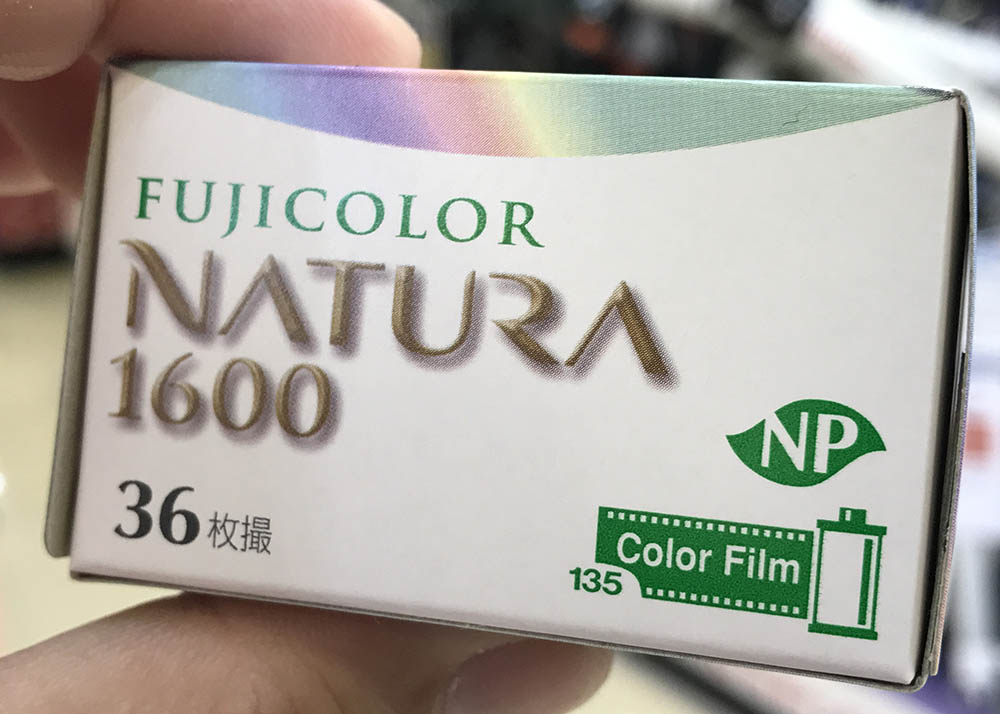 FUJICOLOR
NATURA
1600
36枚撮
NP
Color Film
135